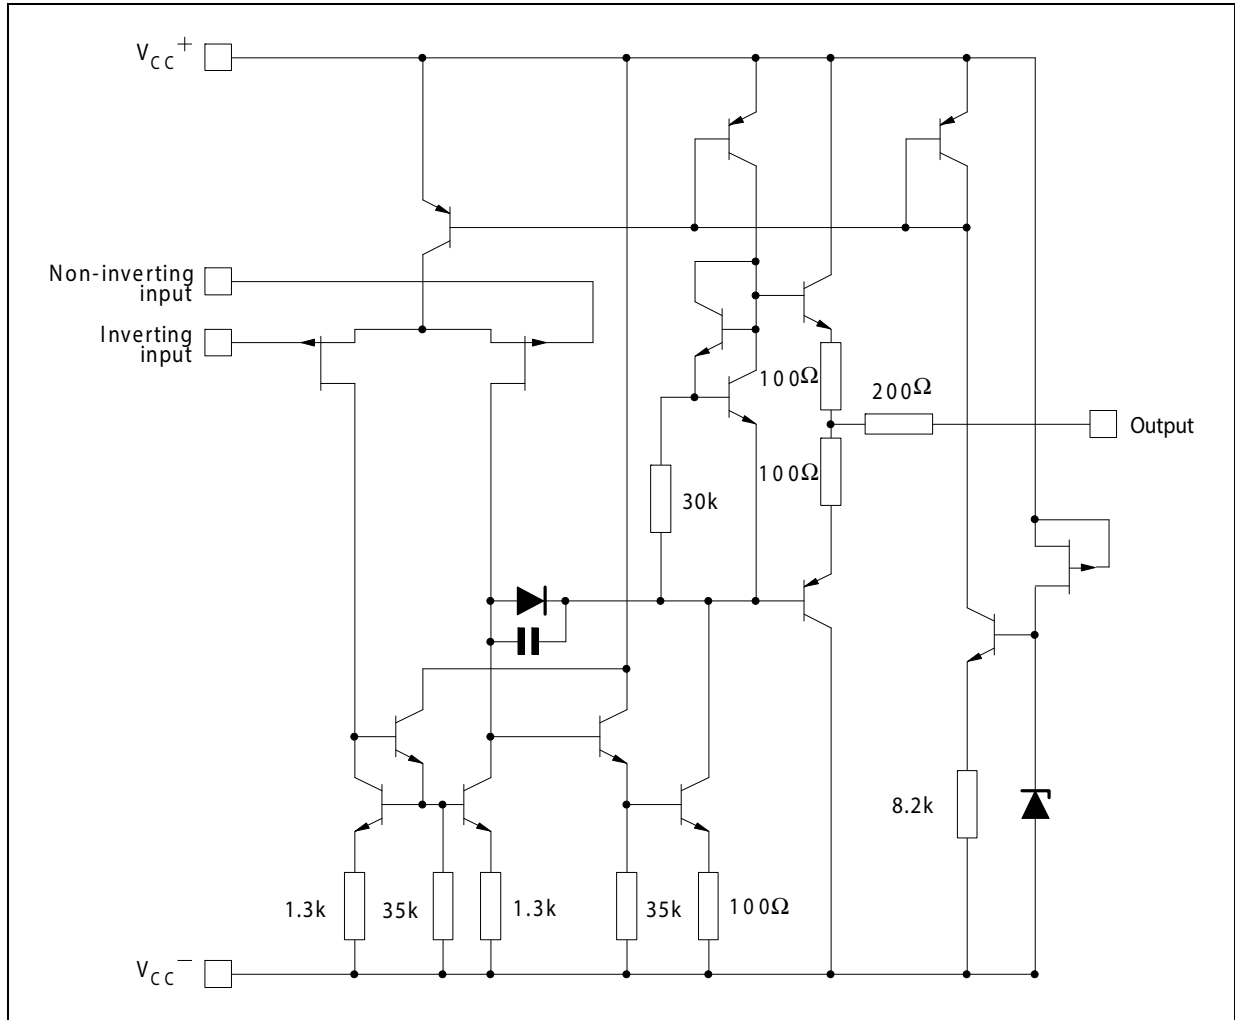 VCC+
Non-inverting
input
Inverting
input
100Ω
200Ω
Output
100Ω
30k
8.2k
1.3k
35k
1.3k
35k
100Ω
VCC−